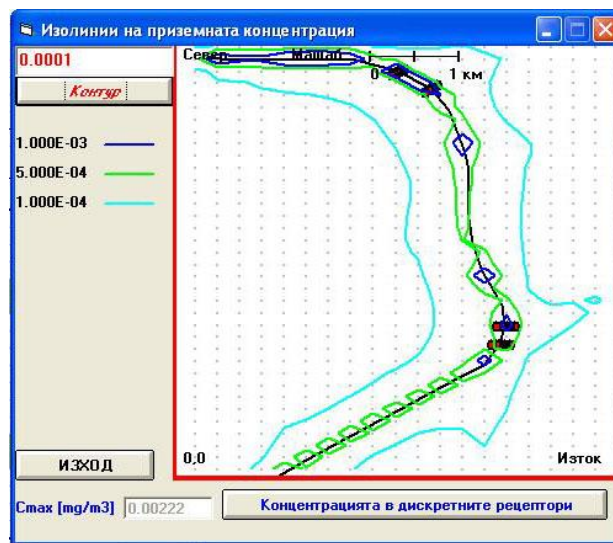 Изолинии на приземната концентрация
0.0001
Контур
1.000E-03
5.000E-04
1.000E-04
Север
Машаб
0 1 км
0,0
Изток
ИЗХОД
Cmax [mg/m3] 0.00222
Концентрацията в дискретните рецептори